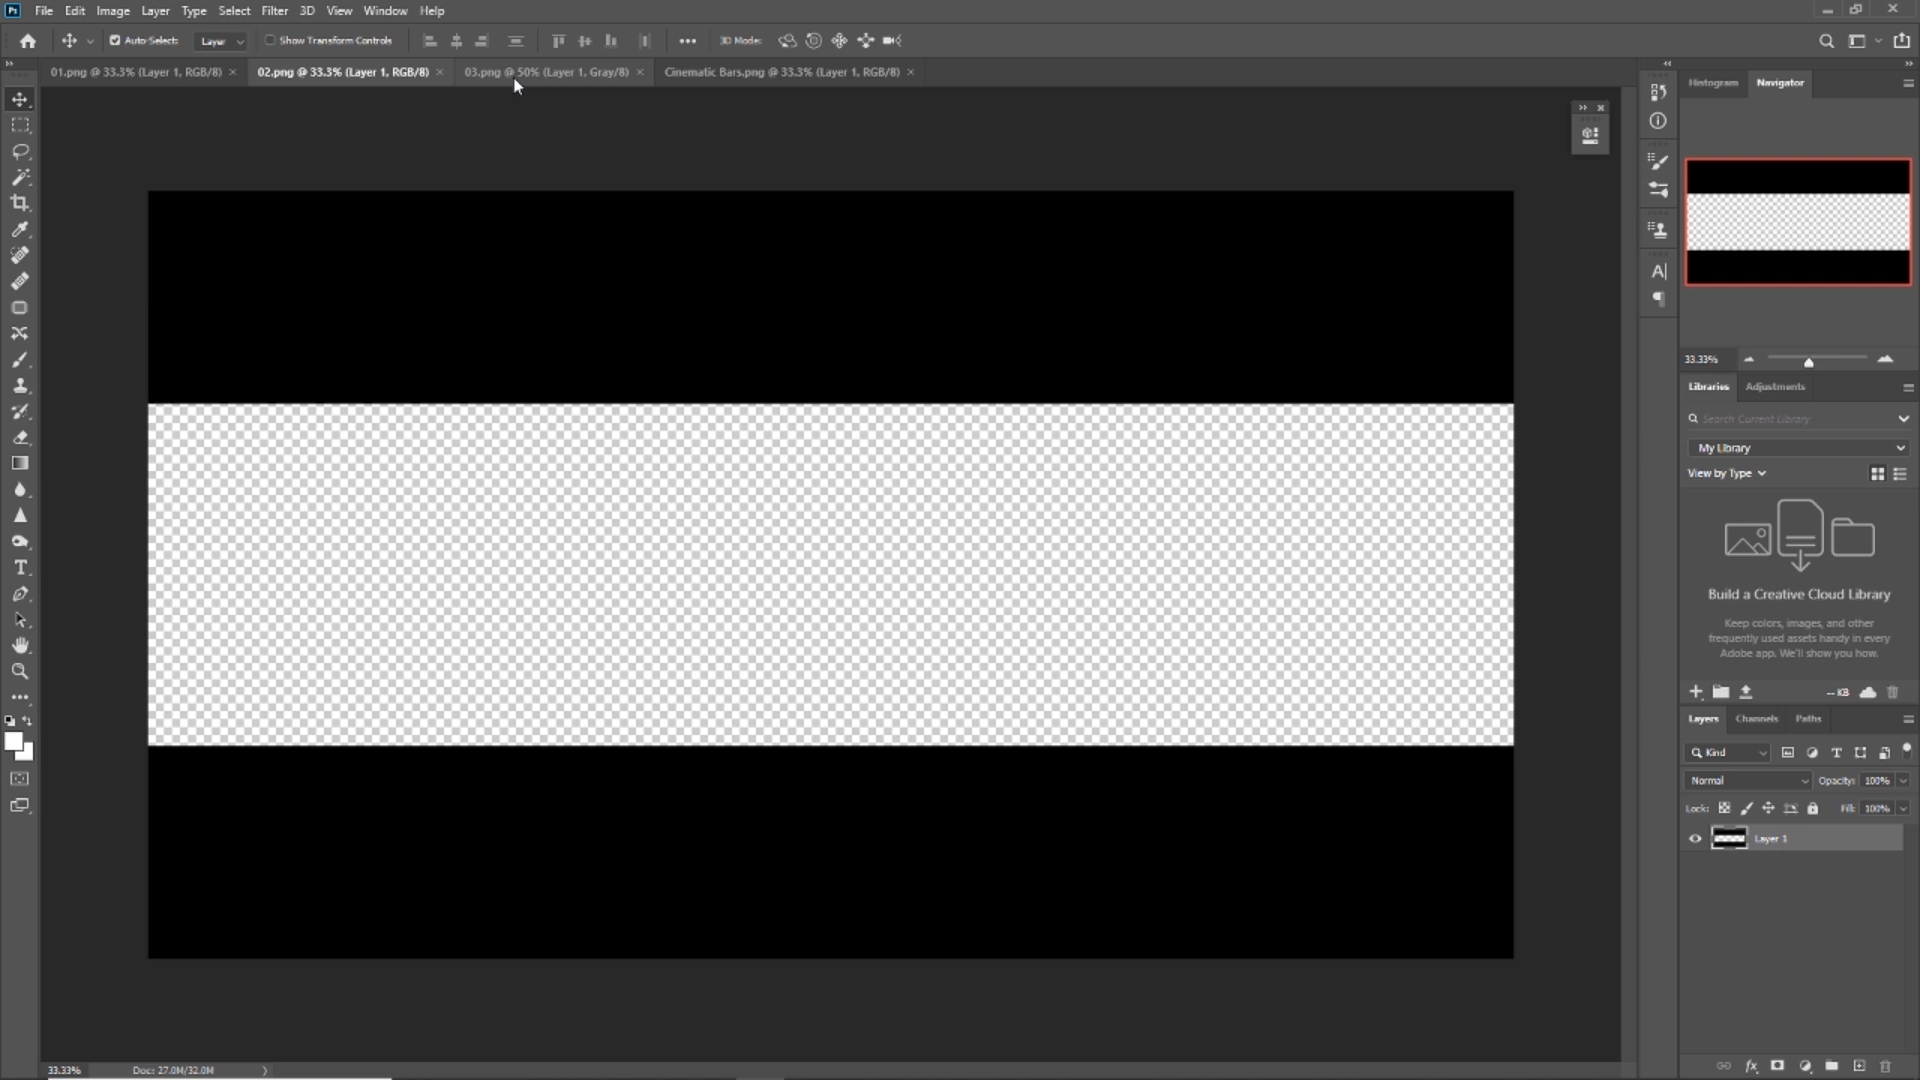 Ps File Edit Image Layer Type Select Filter 3D View Window Help
Auto-Select: Layer Show Transform Controls 3D Mode:
01.png @ 33.3% (Layer 1, RGB/8) 02.png @ 33.3% (Layer 1, RGB/8) 03.png @ 50% (Layer 1, Gray/8) Cinematic Bars.png @ 33.3% (Layer 1, RGB/8)
Histogram Navigator
33.33%
Libraries Adjustments
Search Current Library
My Library
View by Type
Build a Creative Cloud Library
Keep colors, images, and other
frequently used assets handy in every
Adobe app. We'll show you how.
-- KB
Layers Channels Paths
Kind
Normal Opacity: 100%
Lock: Fill: 100%
Layer 1
33.33% Doc: 27.0M/32.0M